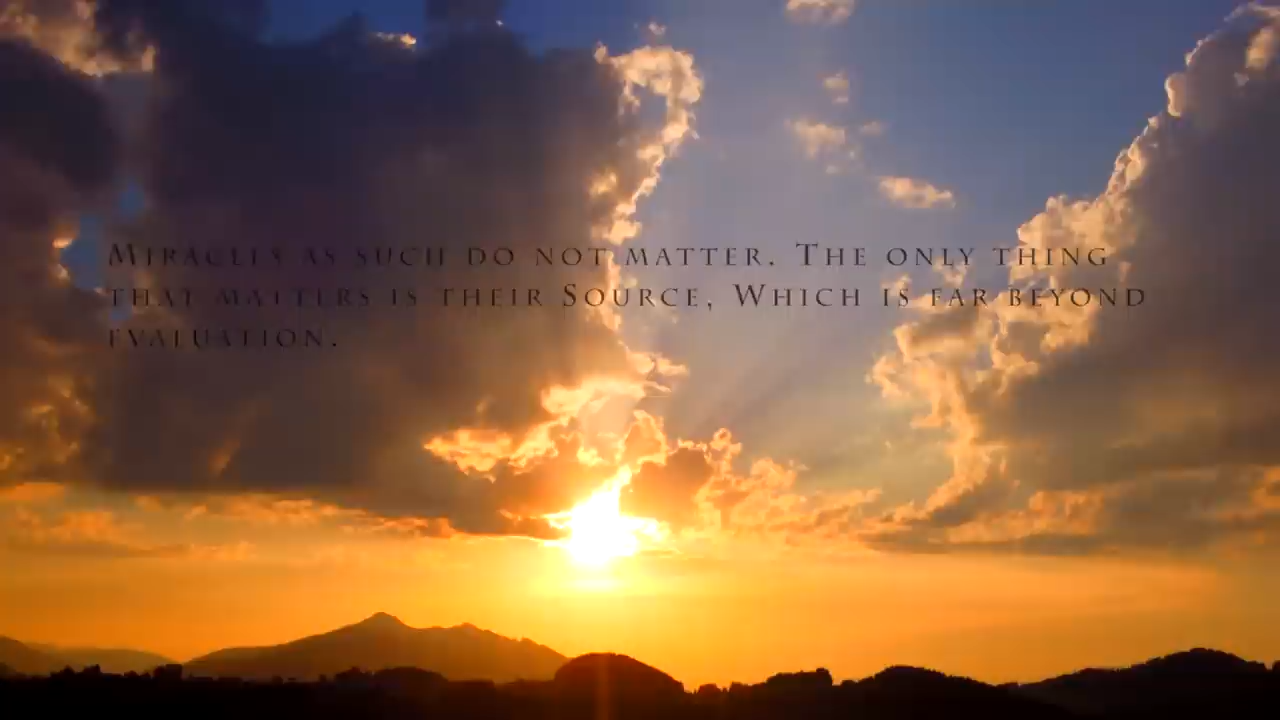 Miracles as such do not matter. The only thing
that matters is their Source, Which is far beyond
evaluation.